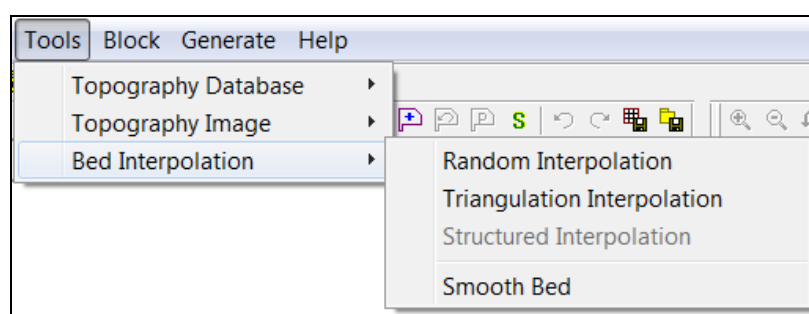 Tools Block Generate Help
Topography Database
Topography Image
P S
Bed Interpolation
Random Interpolation
Triangulation Interpolation
Structured Interpolation
Smooth Bed